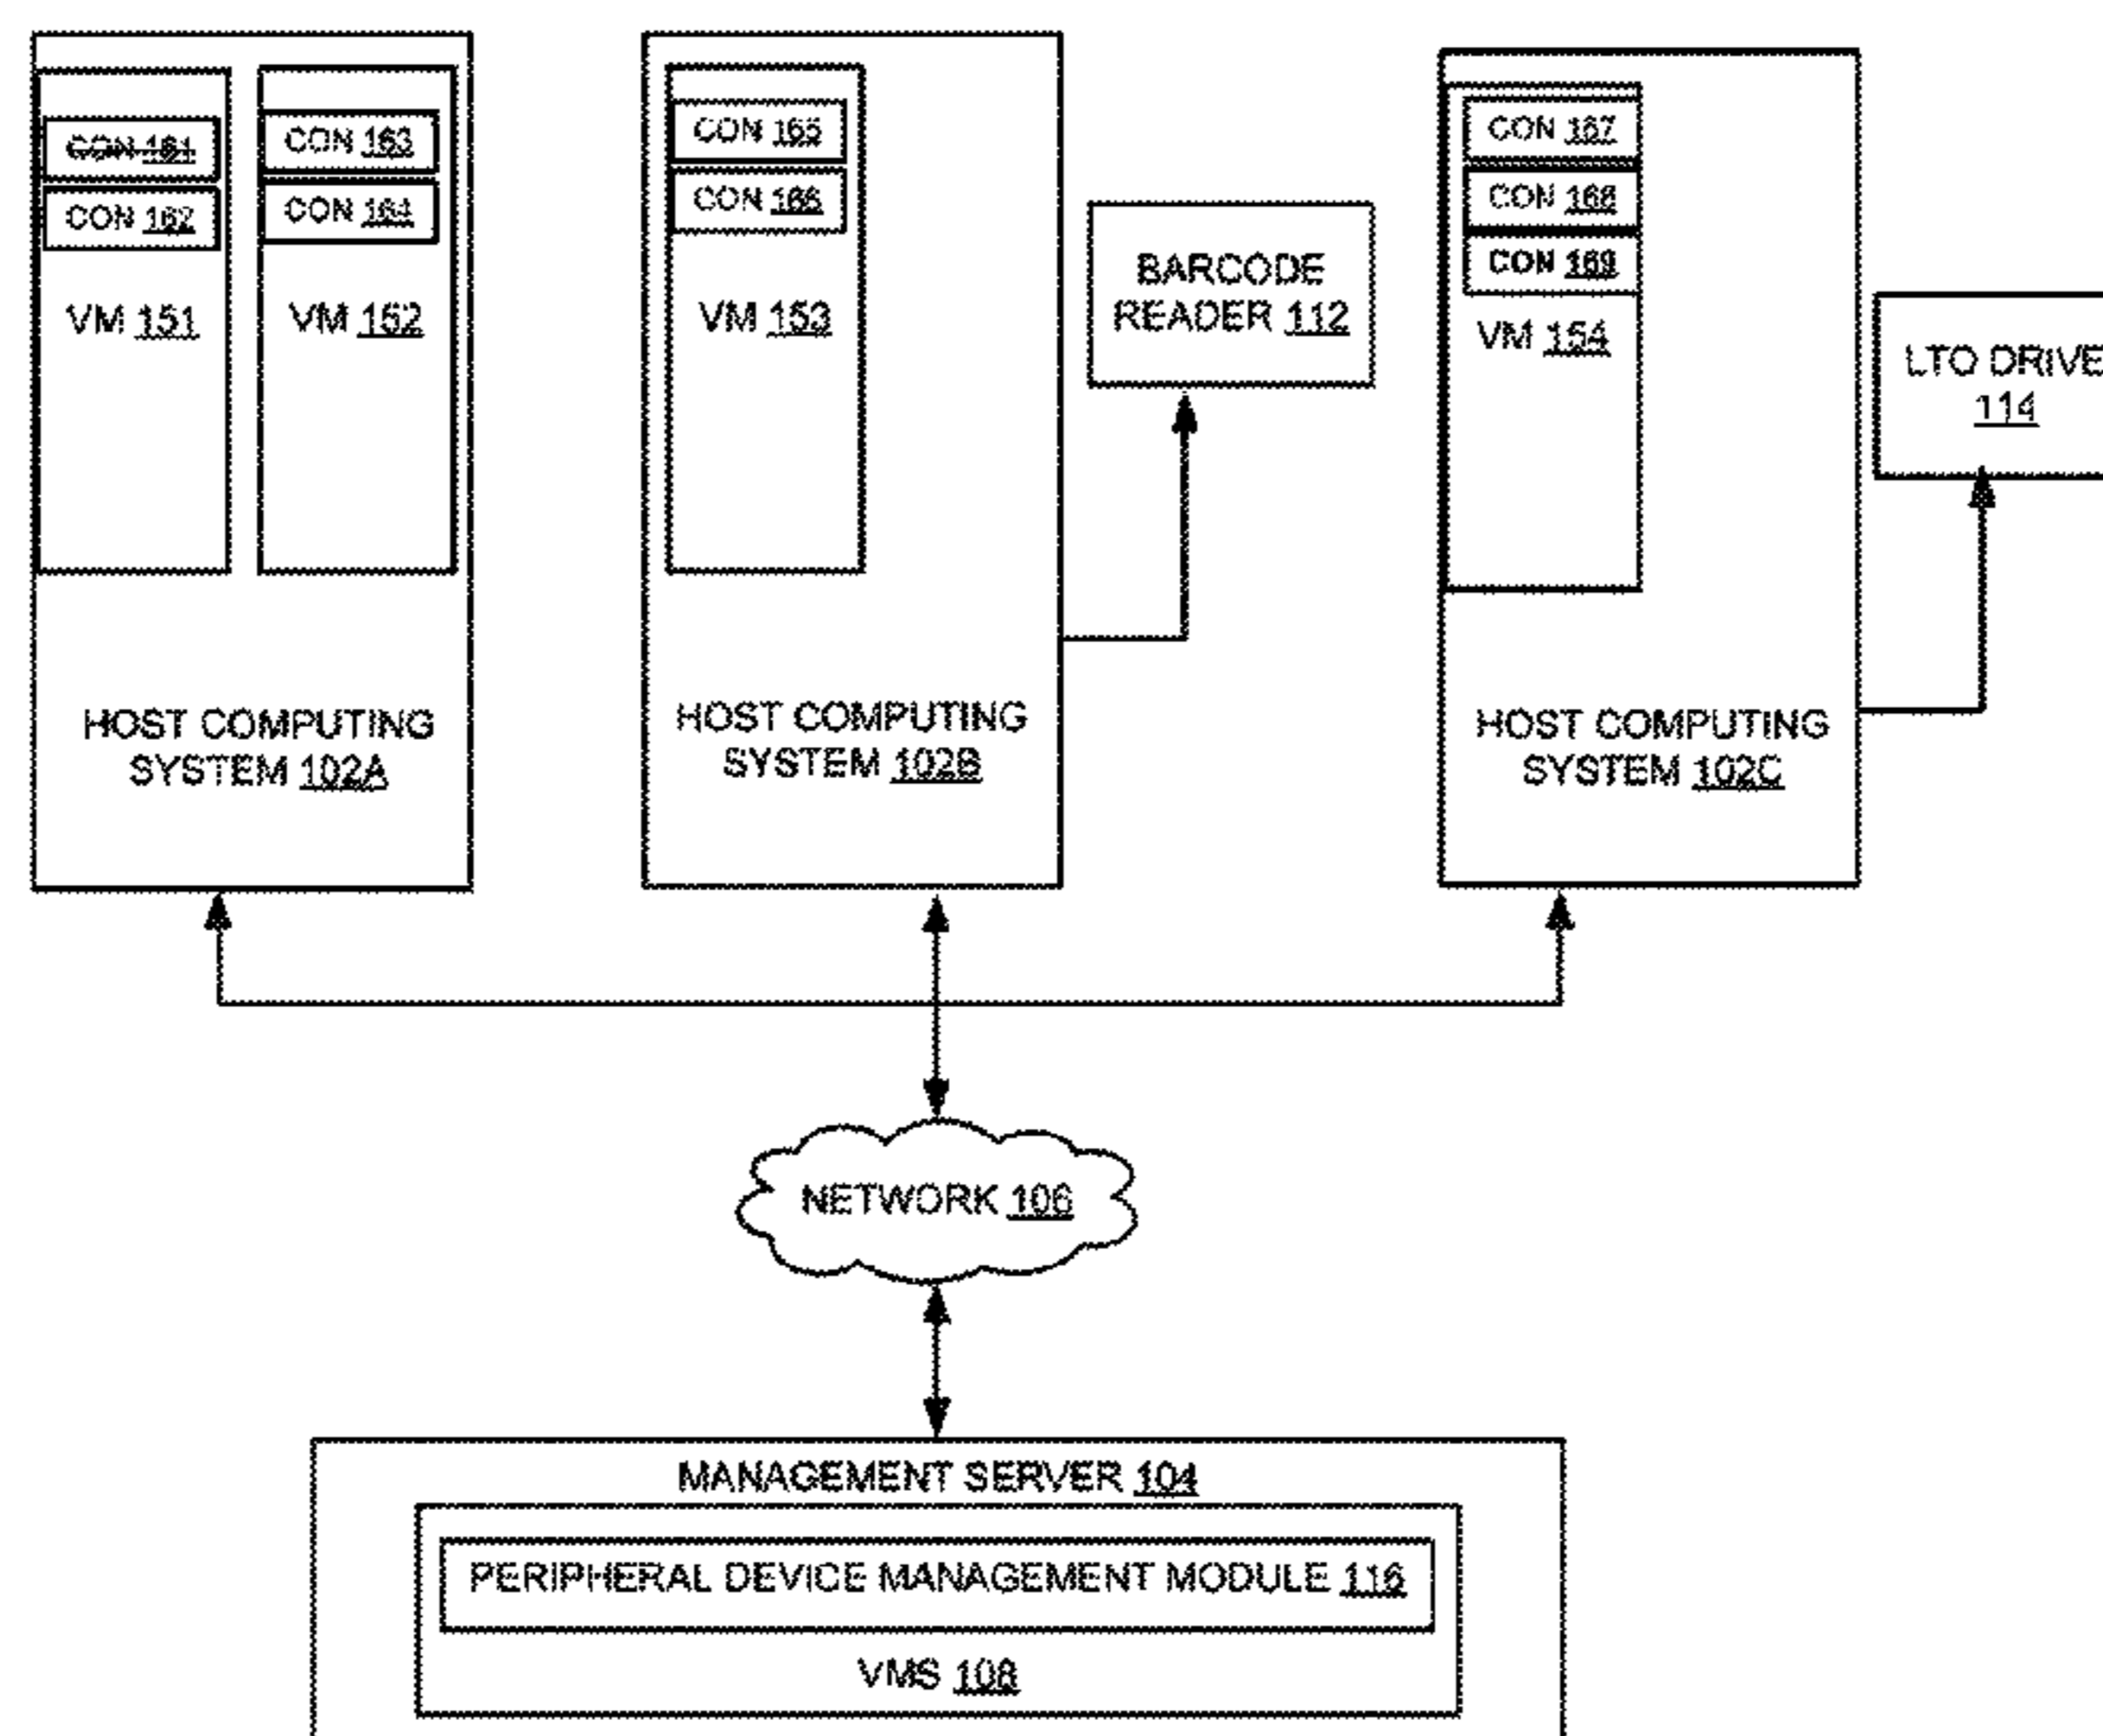 CON 161
CON 162
VM 151
CON 163
CON 164
VM 152
HOST COMPUTING
SYSTEM 102A
CON 165
CON 166
VM 153
HOST COMPUTING
SYSTEM 102B
BARCODE
READER 112
CON 167
CON 168
CON 169
VM 154
HOST COMPUTING
SYSTEM 102C
LTO DRIVE
114
NETWORK 106
MANAGEMENT SERVER 104
PERIPHERAL DEVICE MANAGEMENT MODULE 116
VMS 108